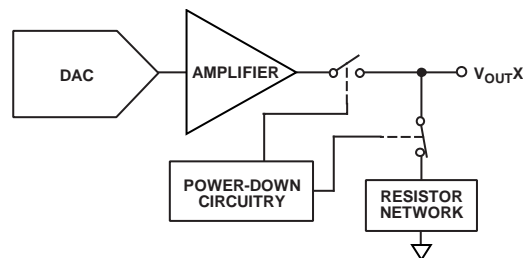 DAC
AMPLIFIER
VOUTX
POWER-DOWN
CIRCUITRY
RESISTOR
NETWORK